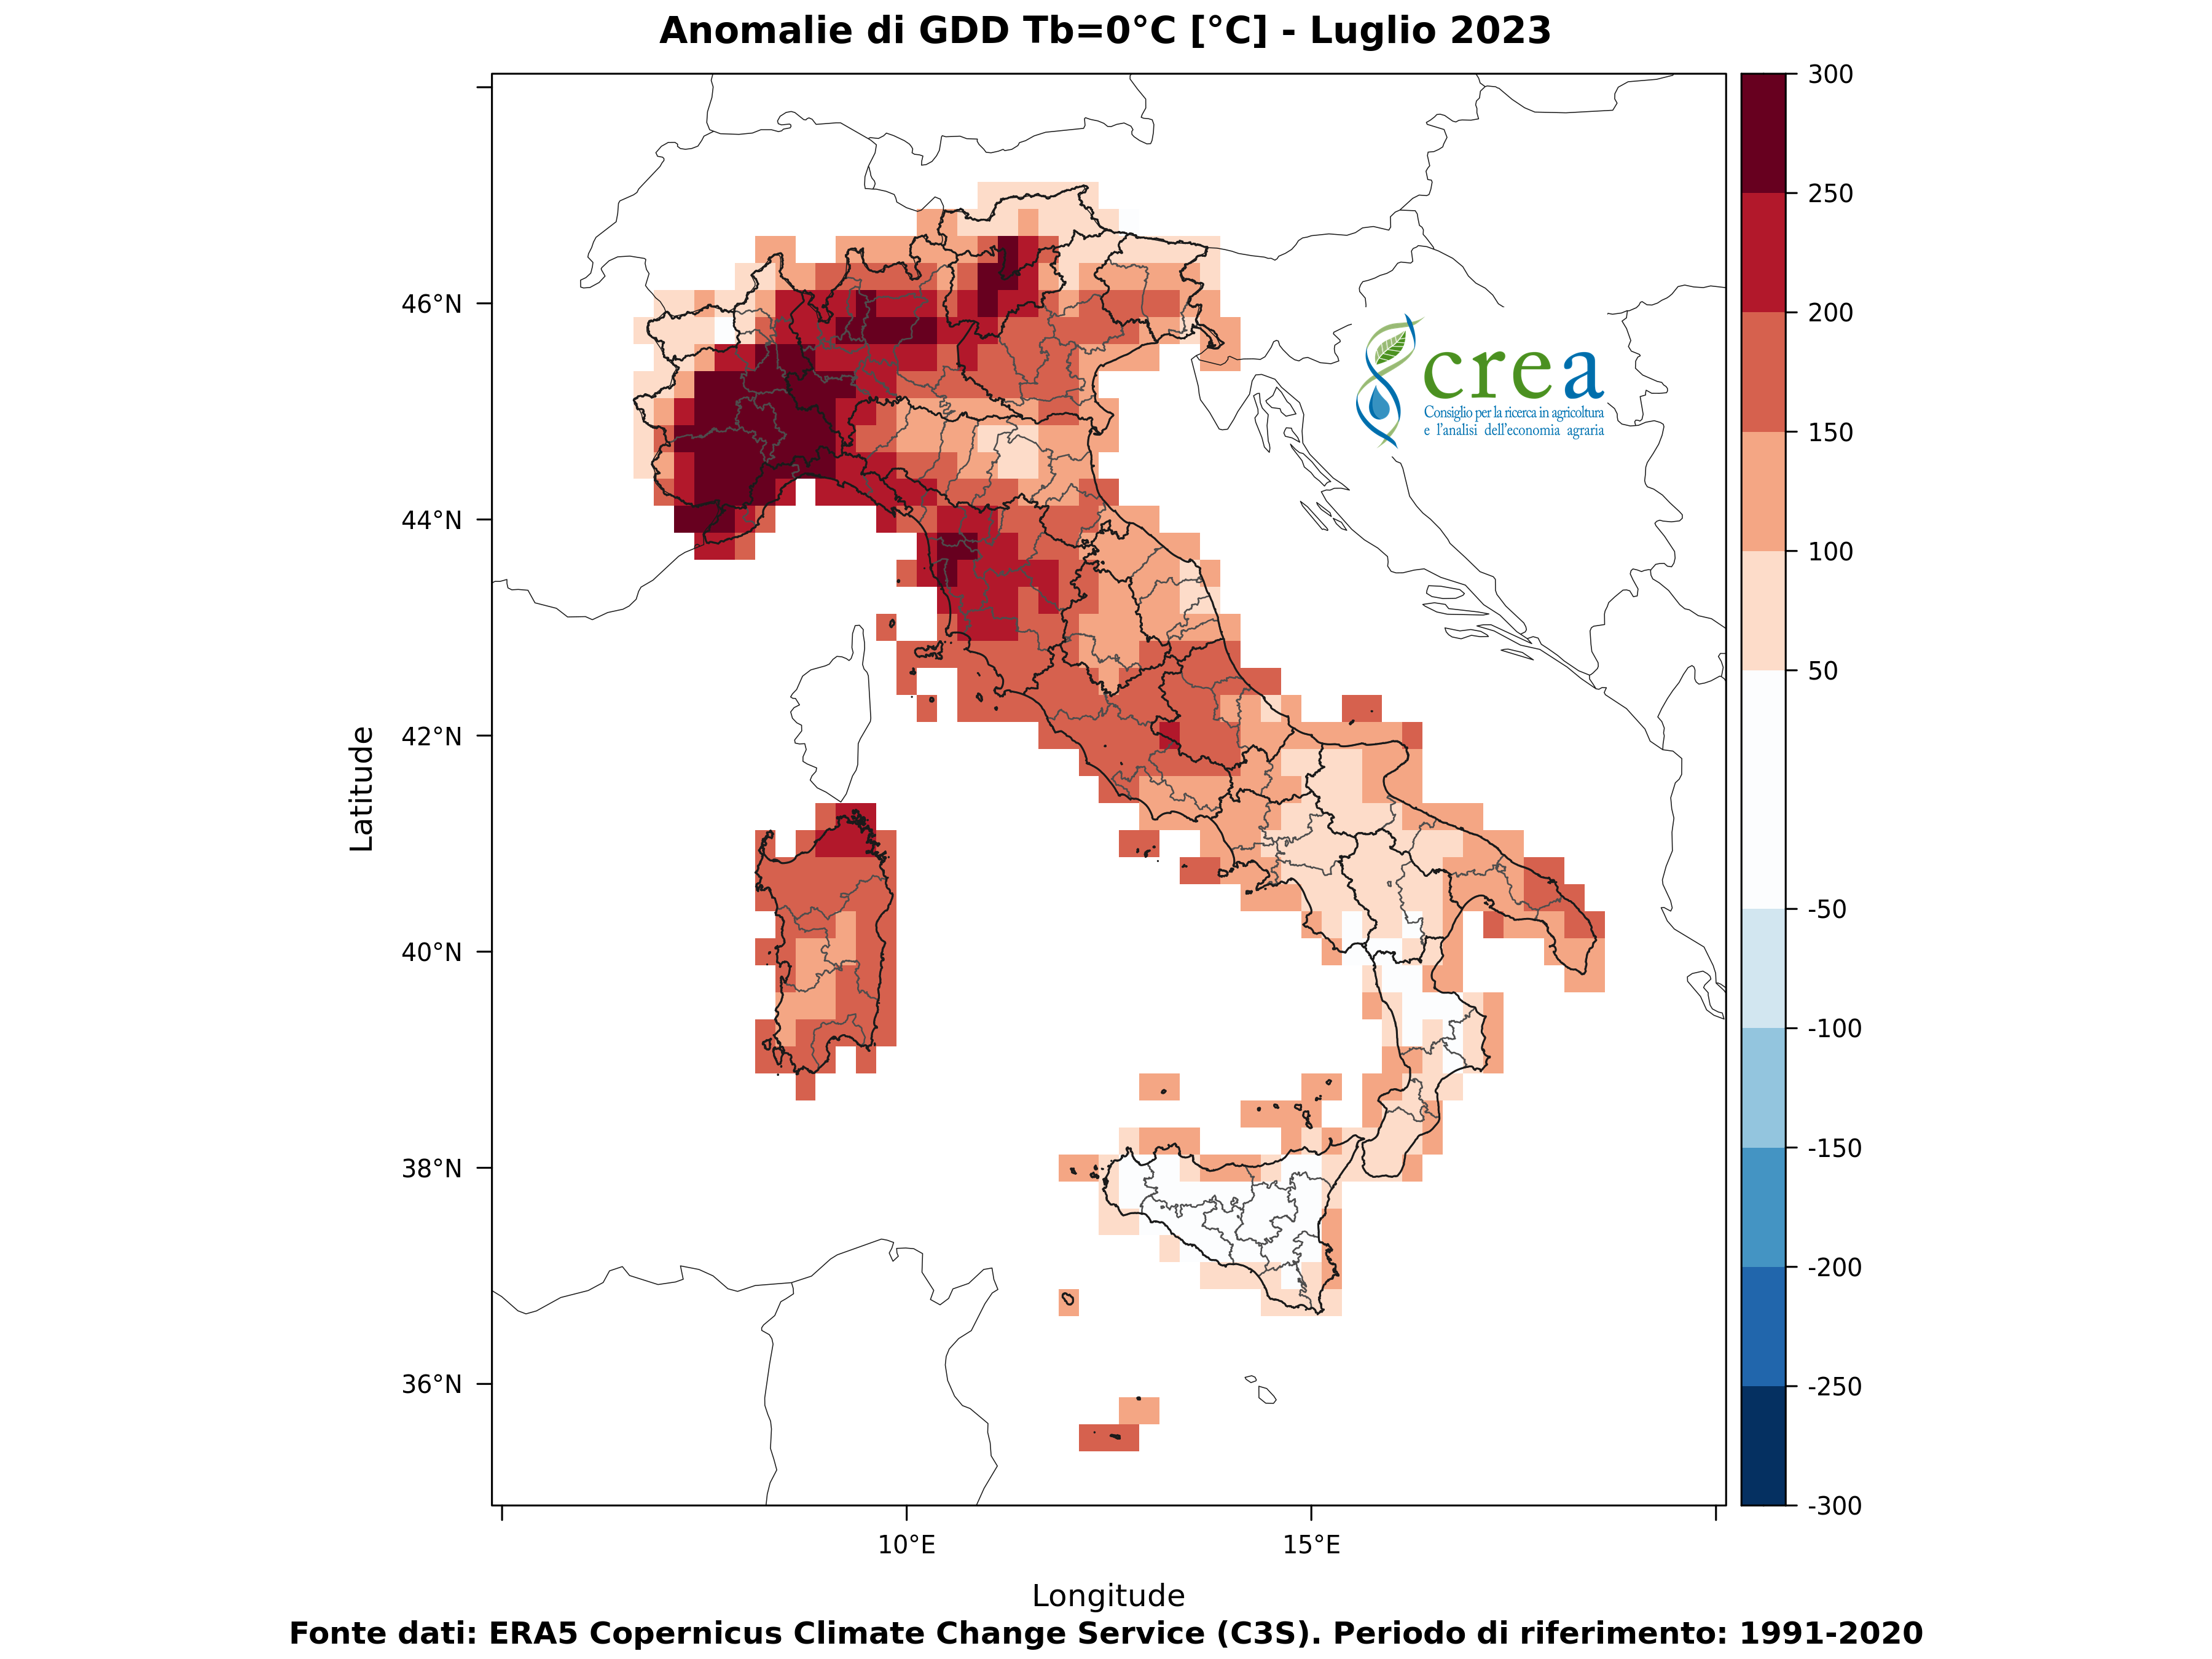 Anomalie di GDD Tb=0°C [°C] - Luglio 2023
300
250
200
150
100
50
-50
-100
-150
-200
-250
-300
46°N
44°N
42°N
40°N
38°N
36°N
Latitude
crea
Consiglio per la ricerca in agricoltura
e l'analisi dell'economia agraria
10°E
15°E
Longitude
Fonte dati: ERA5 Copernicus Climate Change Service (C3S). Periodo di riferimento: 1991-2020